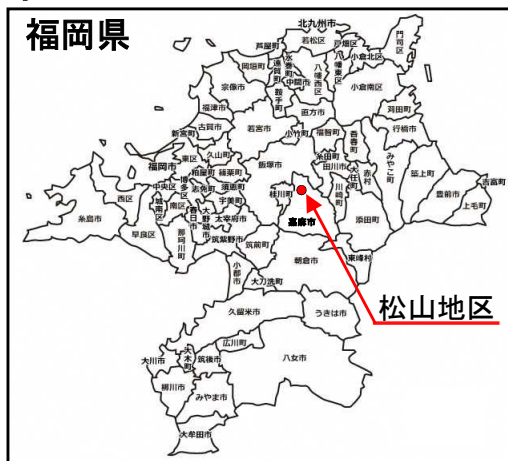 福岡県
北九州市
門司区
芦屋町
若松区
戸畑区
小倉北区
水巻町
遠賀町
岡垣町
八幡東区
八幡西区
中間市
鞍手町
小倉南区
宗像市
苅田町
福津市
直方市
古賀市
新宮町
若宮市
小竹町
福智町
香春町
行橋市
みやこ町
福岡市
東区
久山町
糸田町
田川市
大任町
赤村
築上町
吉富町
飯塚市
粕屋町
篠栗町
博多区
志免町
須恵町
中央区
西区
宇美町
桂川町
川崎町
豊前市
上毛町
糸島市
城南区
南区
春日市
大野城市
太宰府市
嘉麻市
添田町
早良区
那珂川町
筑紫野市
筑前町
朝倉市
東峰村
小郡市
大刀洗町
松山地区
久留米市
うきは市
広川町
大川市
大木町
筑後市
八女市
柳川市
みやま市
大牟田市